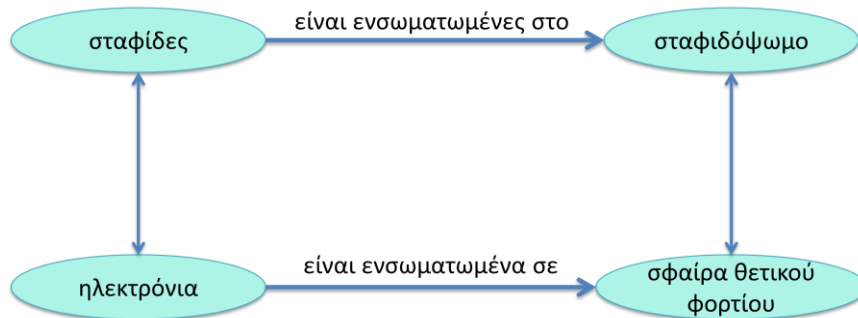 σταφίδες
είναι ενσωματωμένες στο
σταφιδόψωμο
ηλεκτρόνια
είναι ενσωματωμένα σε
σφαίρα θετικού
φορτίου